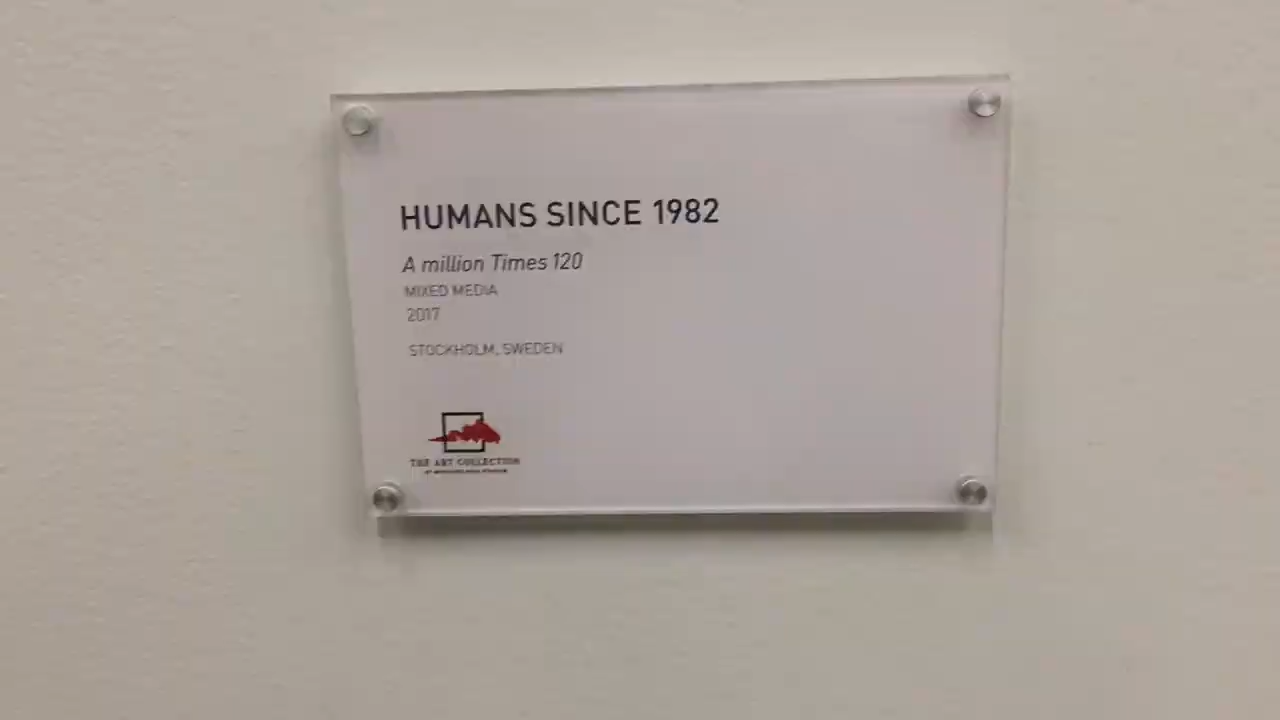 HUMANS SINCE 1982
A million Times 120
MIXED MEDIA
2017
STOCKHOLM, SWEDEN
THE ART COLLECTION